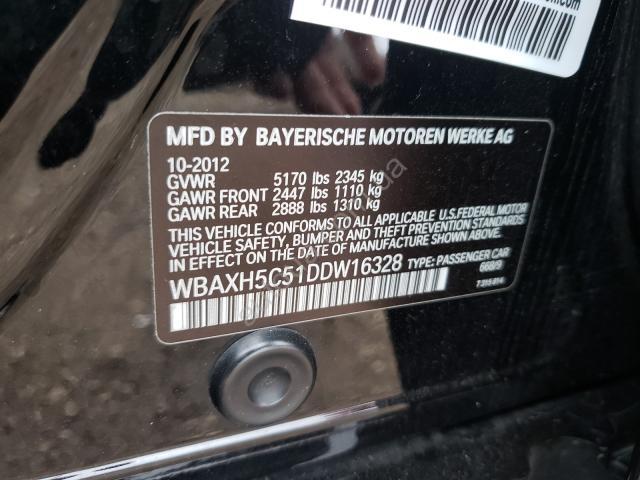 MFD BY BAYERISCHE MOTOREN WERKE AG
10-2012
GVWR 5170 lbs 2345 kg
GAWR FRONT 2447 lbs 1110 kg
GAWR REAR 2888 lbs 1310 kg
THIS VEHICLE CONFORMS TO ALL APPLICABLE U.S.FEDERAL MOTOR
VEHICLE SAFETY, BUMPER AND THEFT PREVENTION STANDARDS
IN EFFECT ON THE DATE OF MANUFACTURE SHOWN ABOVE.
WBAXH5C51DDW16328 TYPE: PASSENGER CAR
668/9